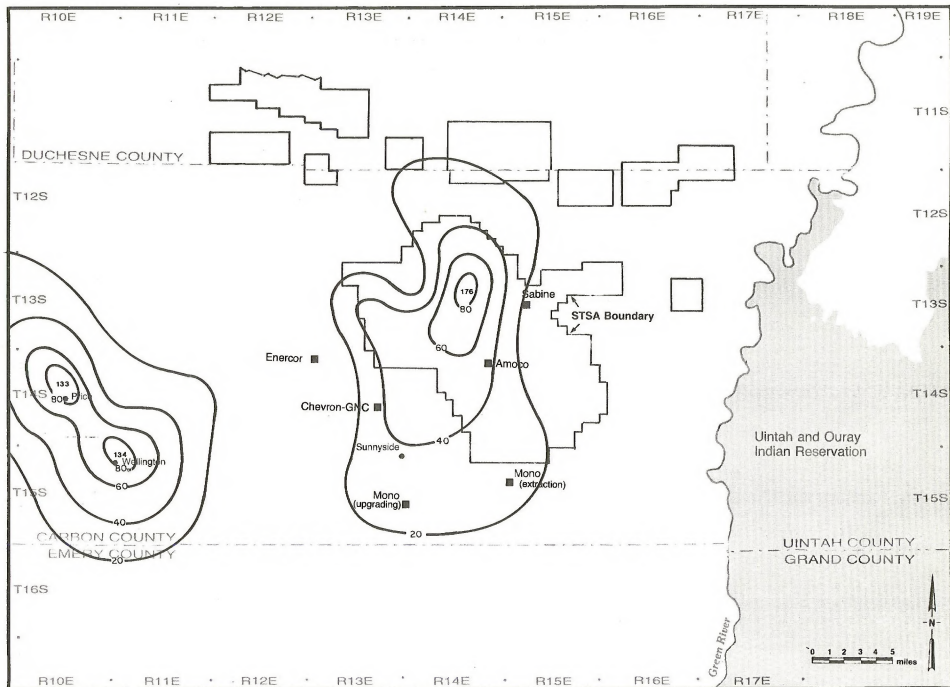 R10E R11E R12E R13E R14E R15E R16E R17E R18E R19E
T11S
DUCHESNE COUNTY
T12S
T12S
176
80
Sabine
T13S
T13S
STSA Boundary
60
Enercor
Amoco
133
80
Price
T14S
T14S
Chevron-GNC
40
Sunnyside
134
80
Wellington
60
Uintah and Ouray
Indian Reservation
Mono
(extraction)
T15S
T15S
Mono
(upgrading)
40
20
CARBON COUNTY
EMERY COUNTY
20
UINTAH COUNTY
GRAND COUNTY
T16S
N
Green River
0 1 2 3 4 5
miles
R10E R11E R12E R13E R14E R15E R16E R17E